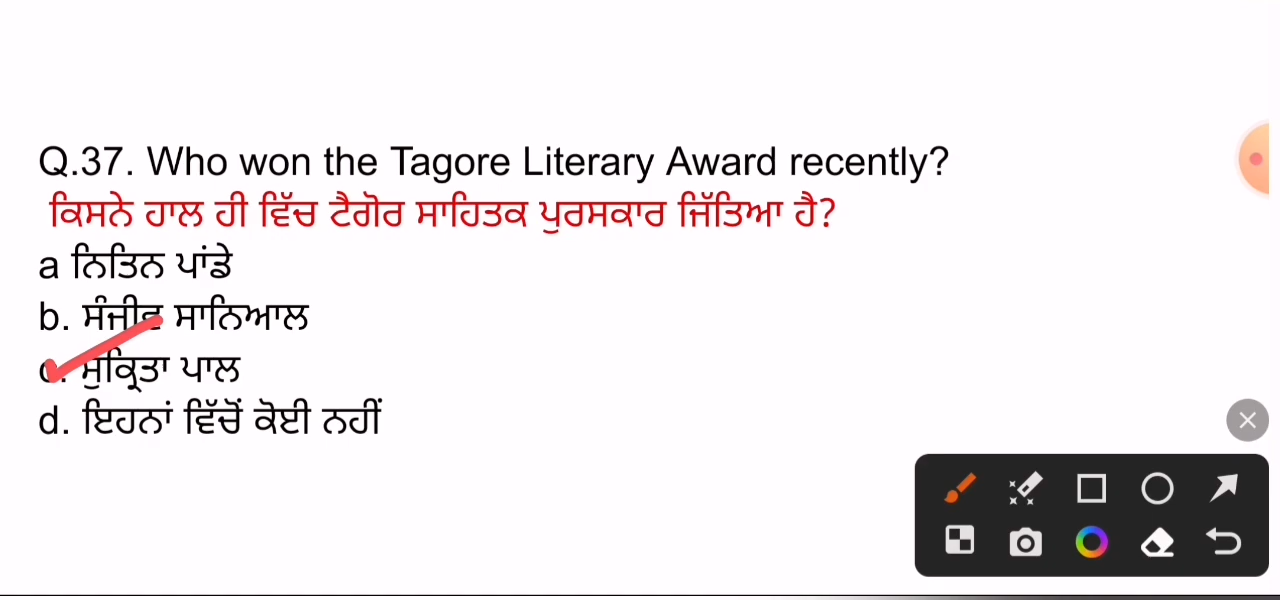 Q.37. Who won the Tagore Literary Award recently?
ਕਿਸਨੇ ਹਾਲ ਹੀ ਵਿੱਚ ਟੈਗੋਰ ਸਾਹਿਤਕ ਪੁਰਸਕਾਰ ਜਿੱਤਿਆ ਹੈ?
a ਨਿਤਿਨ ਪਾਂਡੇ
b. ਸੰਜੀਵ ਸਾਨਿਆਲ
c. ਸੁਕ੍ਰਿਤਾ ਪਾਲ
d. ਇਹਨਾਂ ਵਿੱਚੋਂ ਕੋਈ ਨਹੀਂ